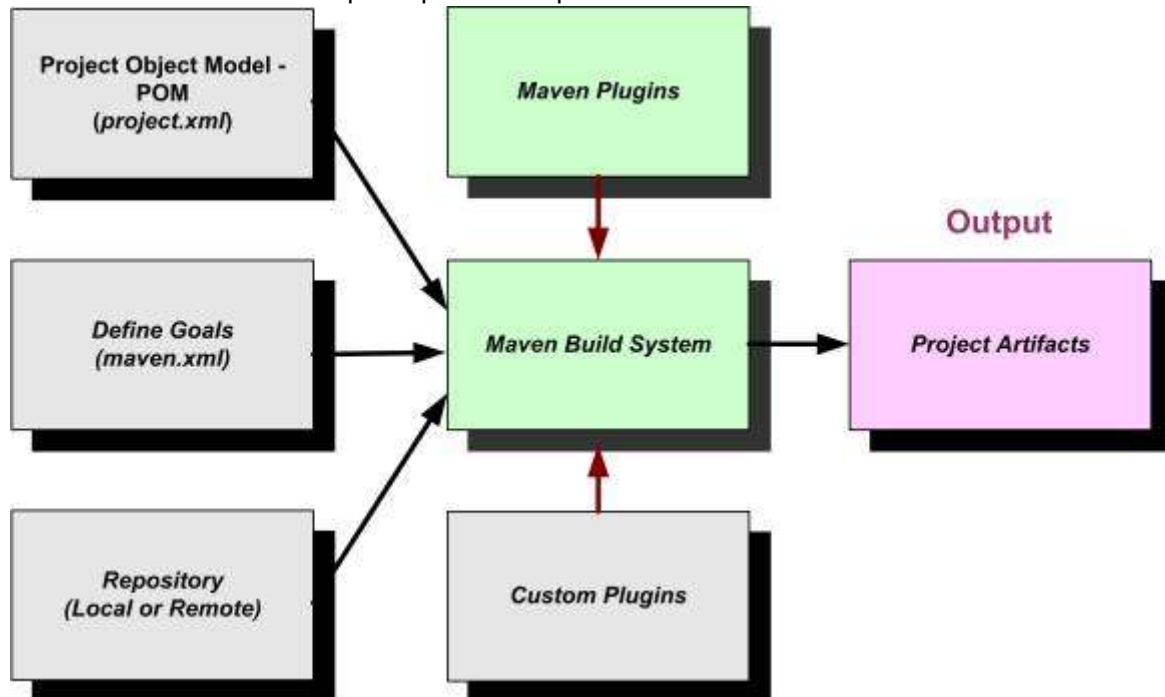 Project Object Model -
POM
(project.xml)
Maven Plugins
Output
Define Goals
(maven.xml)
Maven Build System
Project Artifacts
Repository
(Local or Remote)
Custom Plugins